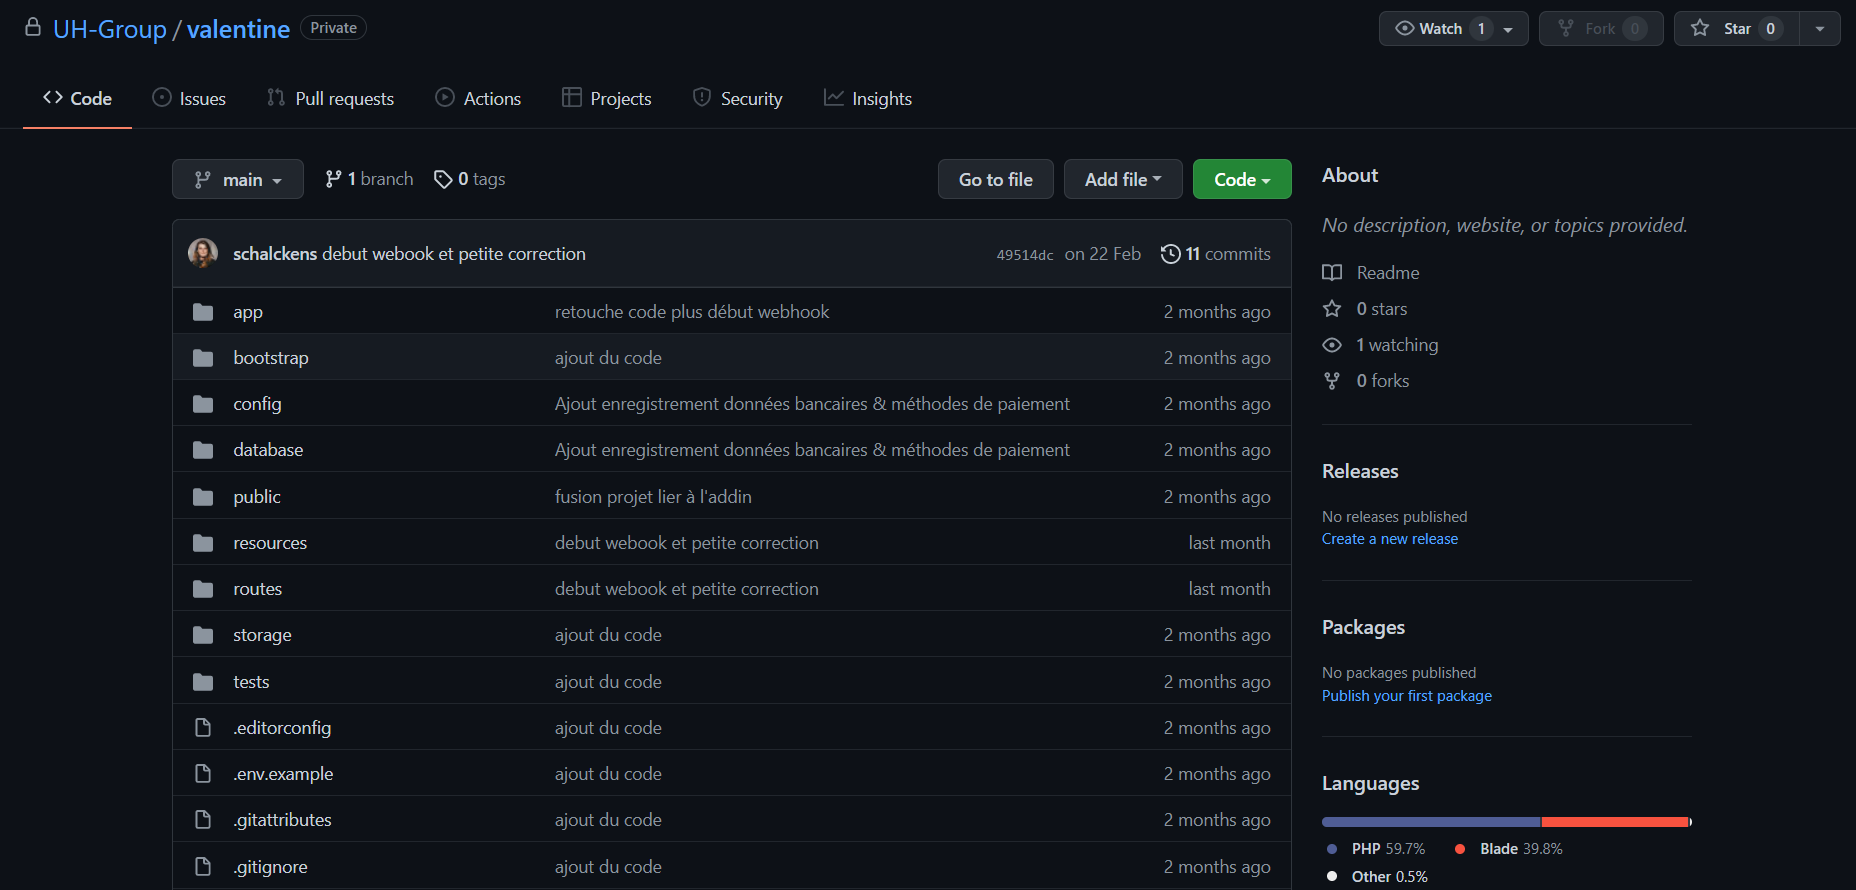 UH-Group / valentine Private
Watch 1 Fork 0 Star 0
Code Issues Pull requests Actions Projects Security Insights
main 1 branch 0 tags Go to file Add file Code
schalckens debut webook et petite correction 49514dc on 22 Feb 11 commits
app retouche code plus début webhook 2 months ago
bootstrap ajout du code 2 months ago
config Ajout enregistrement données bancaires & méthodes de paiement 2 months ago
database Ajout enregistrement données bancaires & méthodes de paiement 2 months ago
public fusion projet lier à l'addin 2 months ago
resources debut webook et petite correction last month
routes debut webook et petite correction last month
storage ajout du code 2 months ago
tests ajout du code 2 months ago
.editorconfig ajout du code 2 months ago
.env.example ajout du code 2 months ago
.gitattributes ajout du code 2 months ago
.gitignore ajout du code 2 months ago
About
No description, website, or topics provided.
Readme
0 stars
1 watching
0 forks
Releases
No releases published
Create a new release
Packages
No packages published
Publish your first package
Languages
PHP 59.7% Blade 39.8%
Other 0.5%